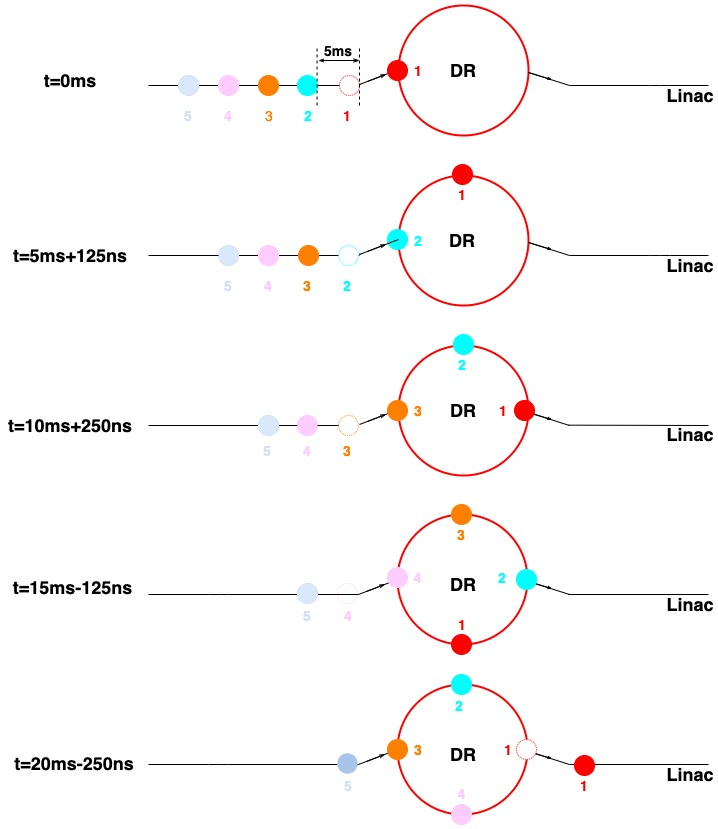 5ms
t=0ms
1
DR
5 4 3 2 1
Linac
1
t=5ms+125ns
2
DR
5 4 3 2
Linac
2
t=10ms+250ns
3
DR
1
5 4 3
Linac
3
t=15ms-125ns
4
DR
2
5 4
1
Linac
2
t=20ms-250ns
3
DR
1
5
4
1
Linac